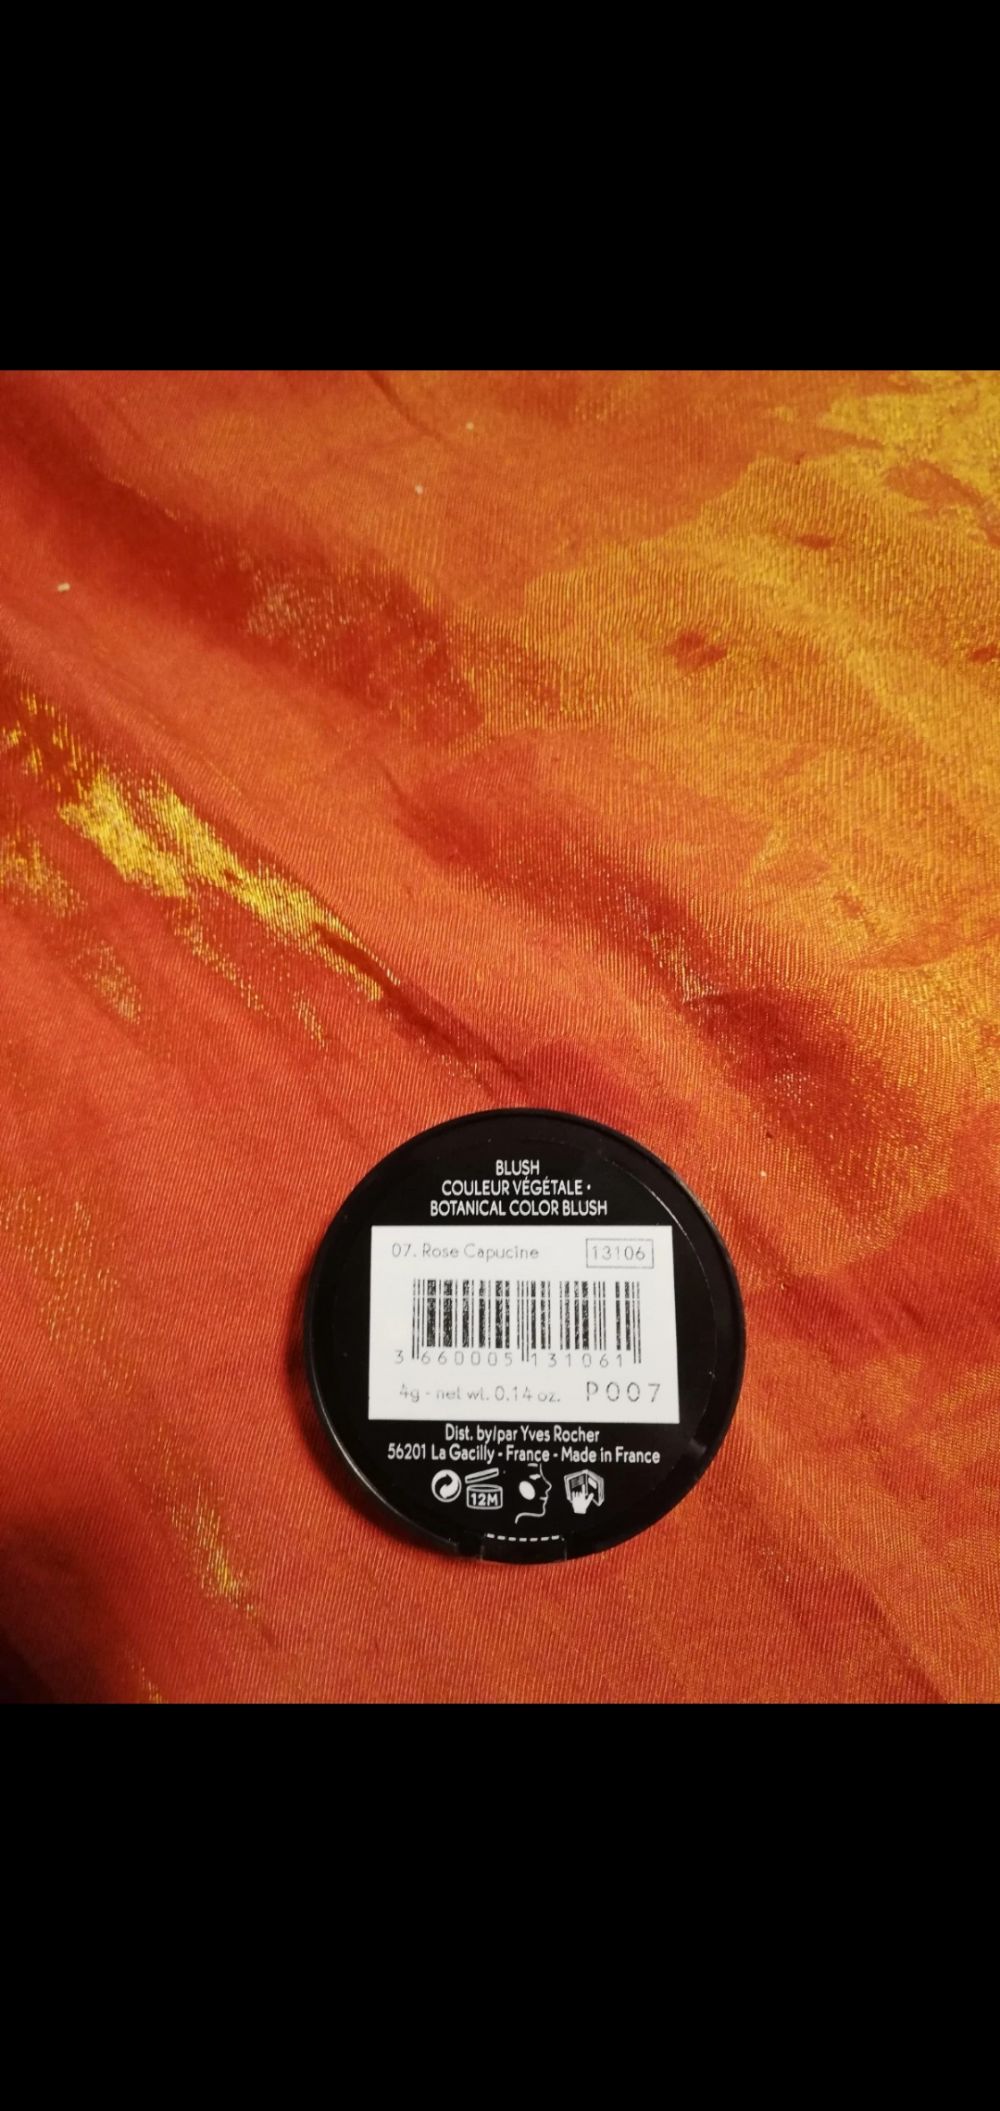 BLUSH
COULEUR VÉGÉTALE •
BOTANICAL COLOR BLUSH
07. Rose Capucine 13106
3 660005 131061
4g - net wt. 0.14 oz. P007
Dist. by/par Yves Rocher
56201 La Gacilly - France - Made in France
12M